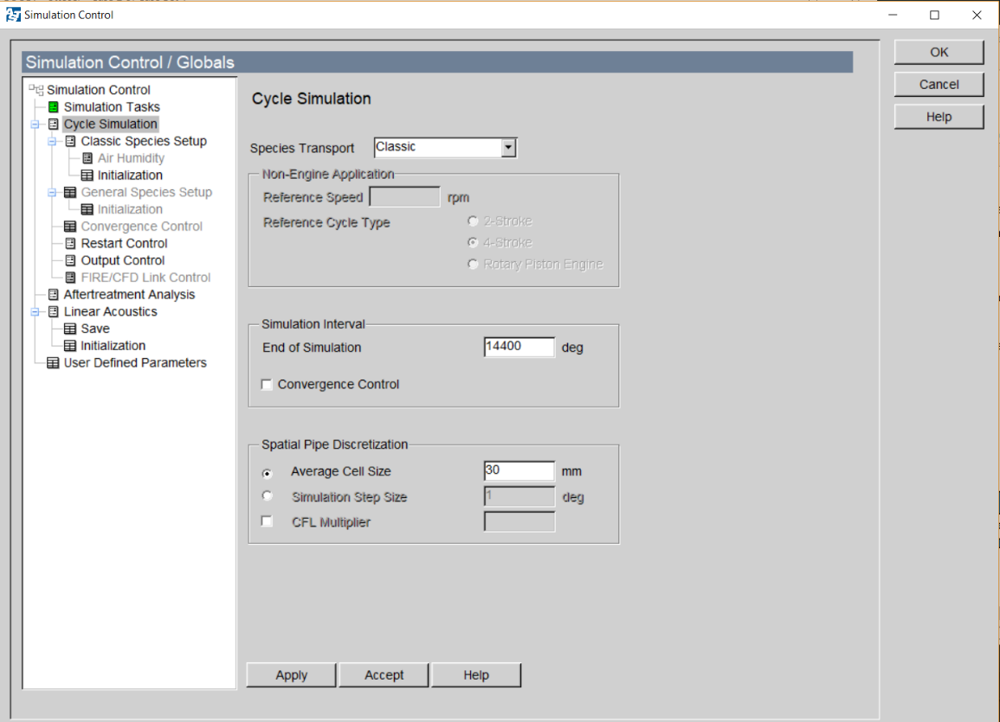 Simulation Control
Simulation Control / Globals
OK
Cancel
Help
Simulation Control
Simulation Tasks
Cycle Simulation
Classic Species Setup
Air Humidity
Initialization
General Species Setup
Initialization
Convergence Control
Restart Control
Output Control
FIRE/CFD Link Control
Aftertreatment Analysis
Linear Acoustics
Save
Initialization
User Defined Parameters
Cycle Simulation
Species Transport Classic
Non-Engine Application
Reference Speed rpm
Reference Cycle Type 2-Stroke
4-Stroke
Rotary Piston Engine
Simulation Interval
End of Simulation 14400 deg
Convergence Control
Spatial Pipe Discretization
Average Cell Size 30 mm
Simulation Step Size 1 deg
CFL Multiplier
Apply Accept Help